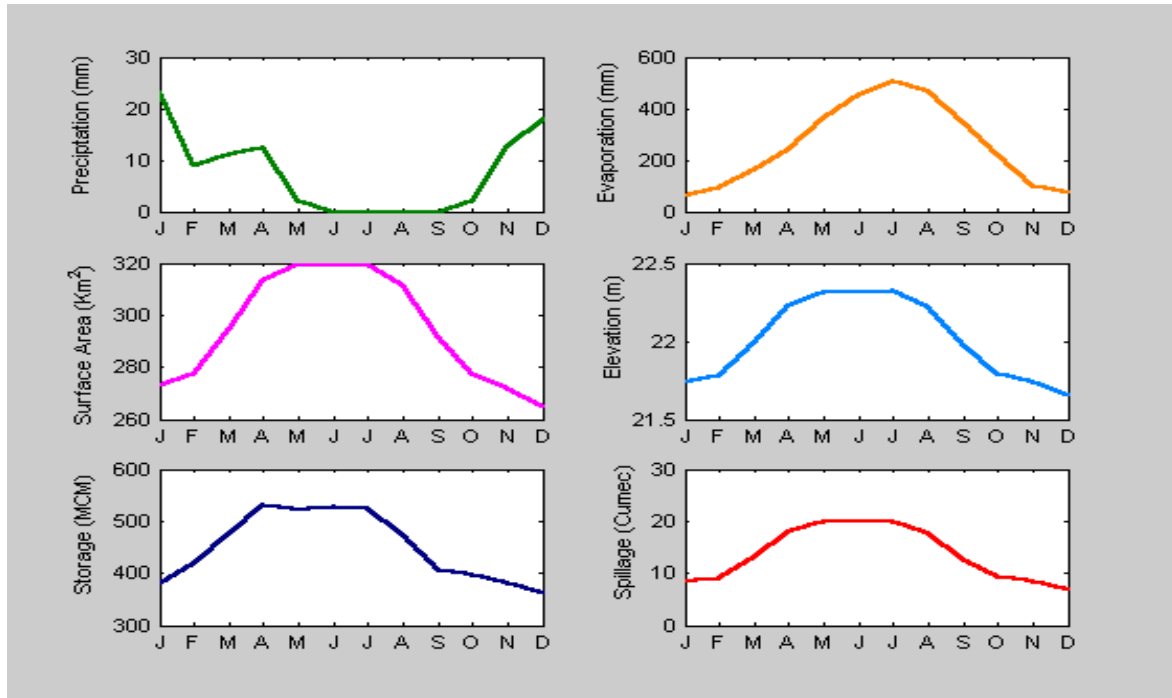 Preciptation (mm)
30
20
10
0
J F M A M J J A S O N D
Evaporation (mm)
600
400
200
0
J F M A M J J A S O N D
Surface Area (Km²)
320
300
280
260
J F M A M J J A S O N D
Elevation (m)
22.5
22
21.5
J F M A M J J A S O N D
Storage (MCM)
600
500
400
300
J F M A M J J A S O N D
Spillage (Cumec)
30
20
10
0
J F M A M J J A S O N D